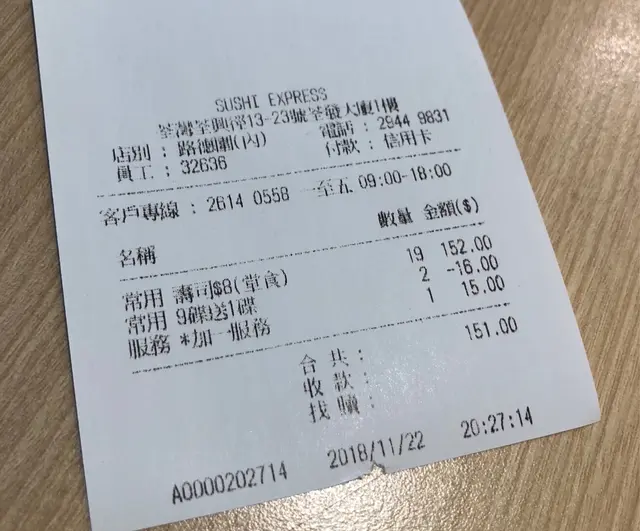 SUSHI EXPRESS
荃灣荃興徑13-23號荃發大廈1樓
店別 : 路德圍(內) 電話 : 2944 9831
員工 : 32636 付款 : 信用卡
客戶專線 : 2614 0558 一至五 09:00-18:00
名稱 數量 金額($)
常用 壽司$8(堂食) 19 152.00
常用 9碟送1碟 2 -16.00
服務 *加一服務 1 15.00
合 共 : 151.00
收 款 :
找 贖 :
A0000202714 2018/11/22 20:27:14